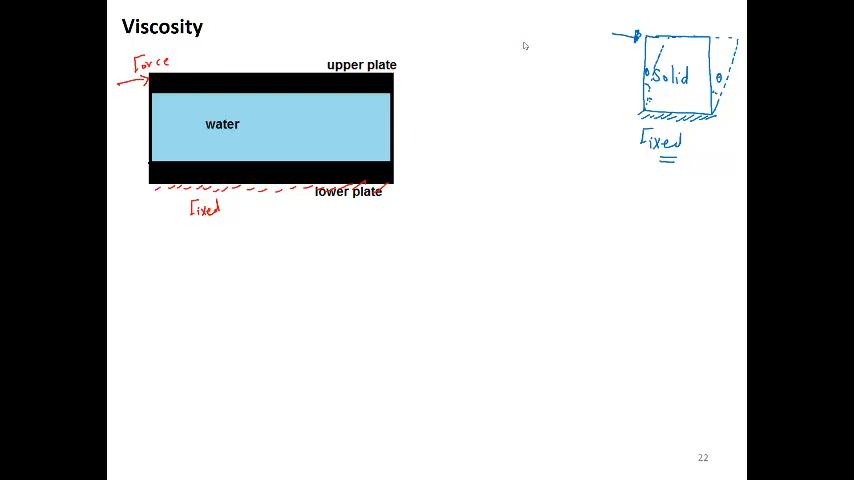 Viscosity
Force
upper plate
water
lower plate
Fixed
Solid
θ
θ
Fixed
22